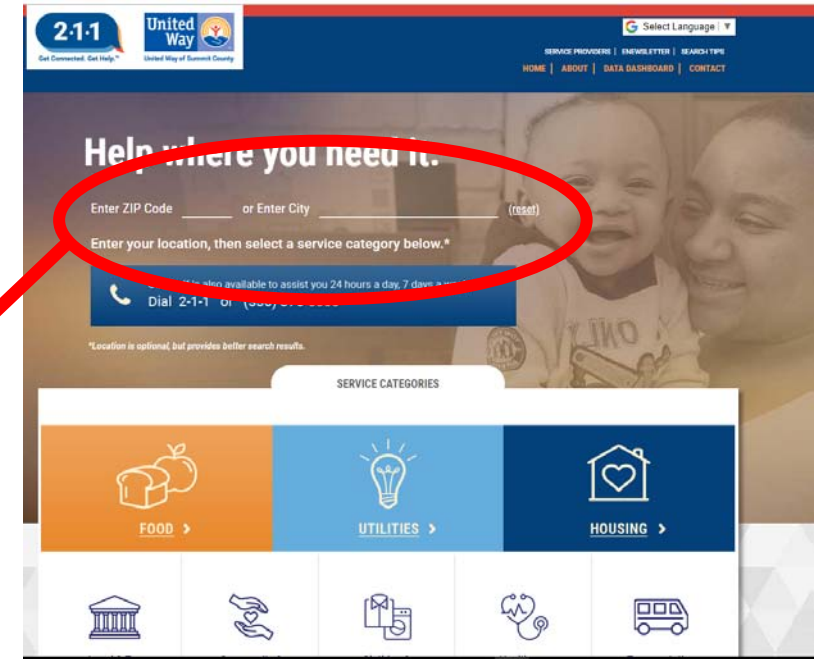 2·1·1
Get Connected. Get Help.™
United
Way
United Way of Summit County
Select Language ▼
SERVICE PROVIDERS | ENEWSLETTER | SEARCH TIPS
HOME | ABOUT | DATA DASHBOARD | CONTACT
Help where you need it.
Enter ZIP Code or Enter City (reset)
Enter your location, then select a service category below.*
is also available to assist you 24 hours a day, 7 days a
Dial 2-1-1 or
*Location is optional, but provides better search results.
SERVICE CATEGORIES
FOOD >
UTILITIES >
HOUSING >